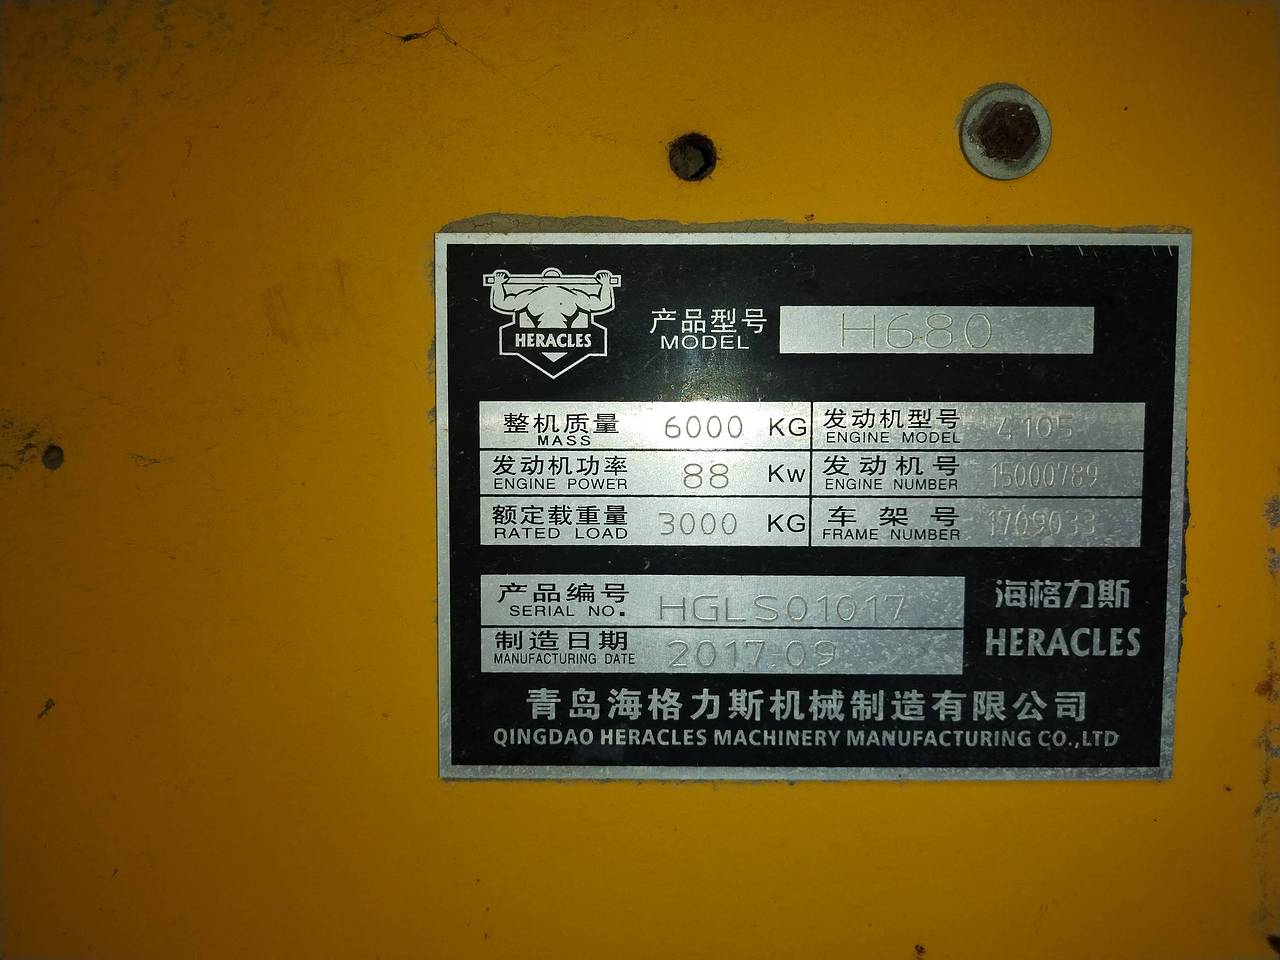 HERACLES
产品型号 H680
MODEL
整机质量 6000 KG 发动机型号 4105
MASS ENGINE MODEL
发动机功率 88 Kw 发动机号 15000789
ENGINE POWER ENGINE NUMBER
额定载重量 3000 KG 车架号 1709033
RATED LOAD FRAME NUMBER
产品编号 HGLS01017
SERIAL NO.
制造日期 2017.09
MANUFACTURING DATE
海格力斯
HERACLES
青岛海格力斯机械制造有限公司
QINGDAO HERACLES MACHINERY MANUFACTURING CO.,LTD